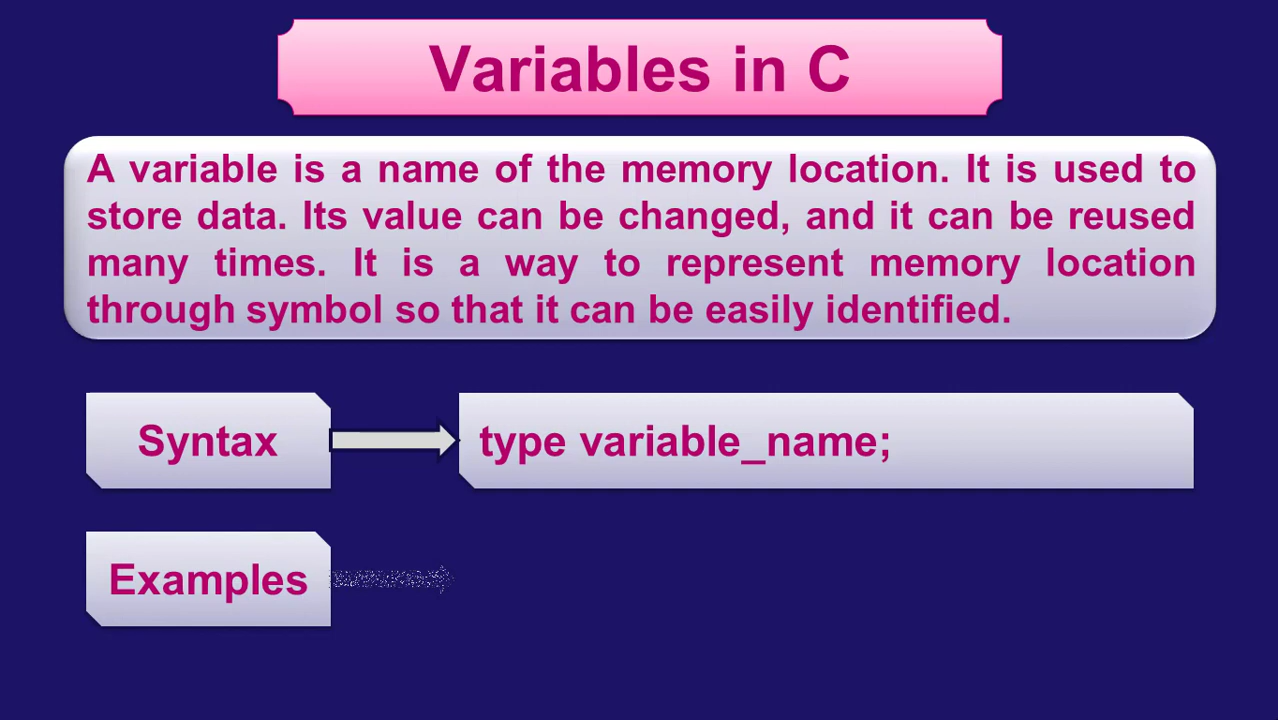 Variables in C
A variable is a name of the memory location. It is used to
store data. Its value can be changed, and it can be reused
many times. It is a way to represent memory location
through symbol so that it can be easily identified.
Syntax
type variable_name;
Examples